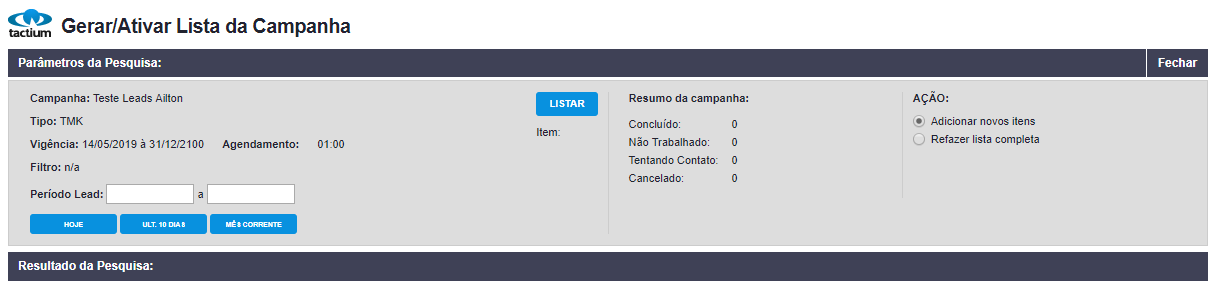 tactium
Gerar/Ativar Lista da Campanha
Parâmetros da Pesquisa:
Fechar
Campanha: Teste Leads Ailton
Tipo: TMK
Vigência: 14/05/2019 à 31/12/2100 Agendamento: 01:00
Filtro: n/a
Período Lead: a
HOJE
ULT. 10 DIAS
MÊS CORRENTE
LISTAR
Item:
Resumo da campanha:
Concluído: 0
Não Trabalhado: 0
Tentando Contato: 0
Cancelado: 0
AÇÃO:
Adicionar novos itens
Refazer lista completa
Resultado da Pesquisa: